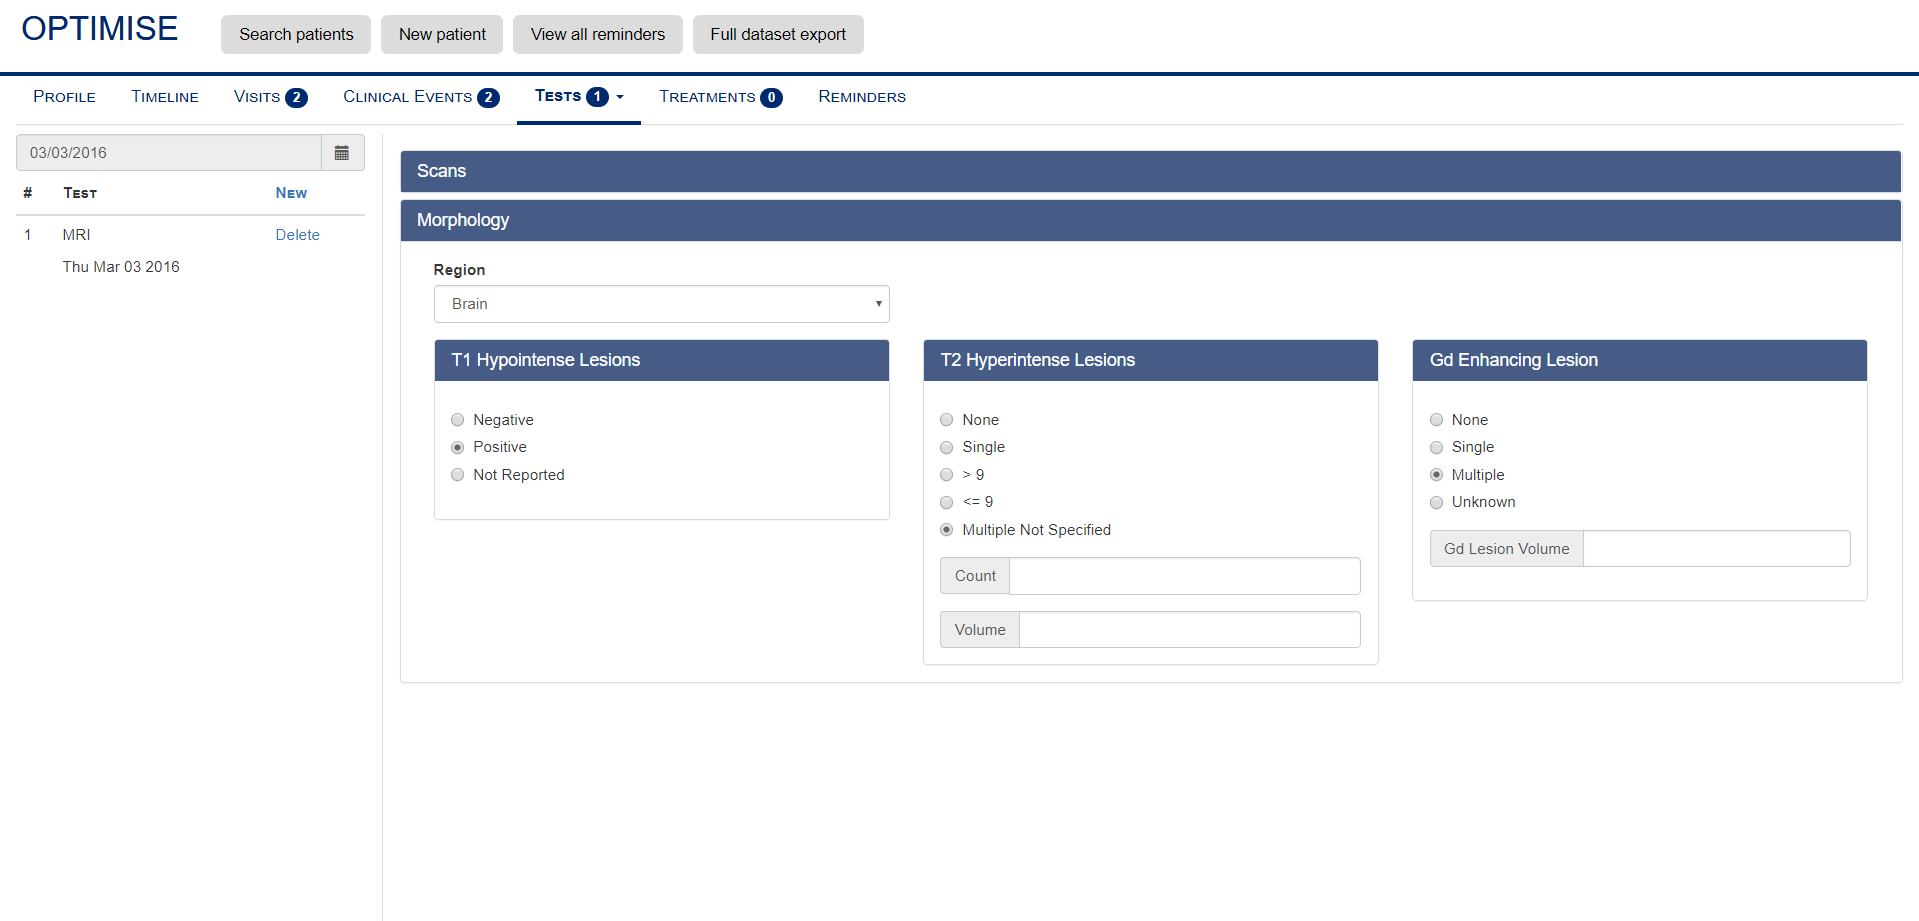 OPTIMISE
Search patients
New patient
View all reminders
Full dataset export
Profile
Timeline
Visits 2
Clinical Events 2
Tests 1
Treatments 0
Reminders
03/03/2016
# Test New
1 MRI Delete
Thu Mar 03 2016
Scans
Morphology
Region
Brain
T1 Hypointense Lesions
Negative
Positive
Not Reported
T2 Hyperintense Lesions
None
Single
> 9
<= 9
Multiple Not Specified
Count
Volume
Gd Enhancing Lesion
None
Single
Multiple
Unknown
Gd Lesion Volume